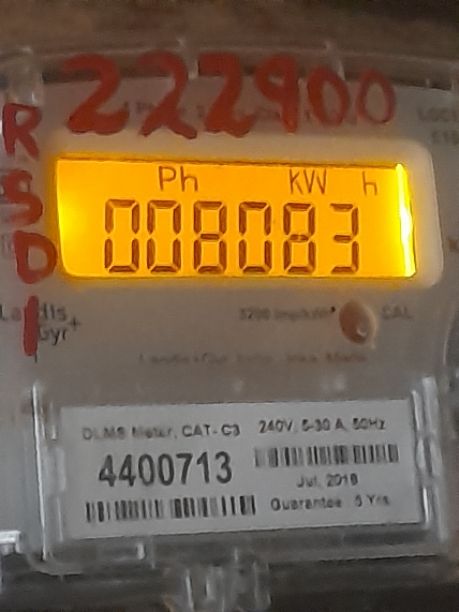 222900
R
S
D
I
Ph KW h
008083
Landis
Gyr+
3200 imp/kWh CAL
DLMS Meter, CAT- C3 240V, 5-30 A, 50Hz
4400713
Jul, 2018
Guarantee 5 Yrs